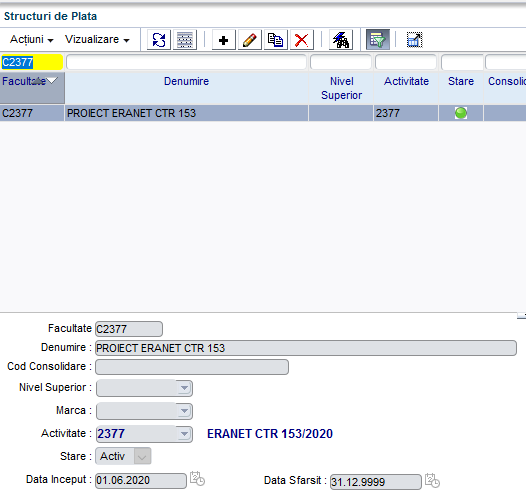 Structuri de Plata
Acțiuni Vizualizare
C2377
Facultate Denumire Nivel Superior Activitate Stare Consolid
C2377 PROIECT ERANET CTR 153 2377
Facultate C2377
Denumire : PROIECT ERANET CTR 153
Cod Consolidare :
Nivel Superior :
Marca :
Activitate : 2377 ERANET CTR 153/2020
Stare : Activ
Data Inceput : 01.06.2020 Data Sfarsit : 31.12.9999